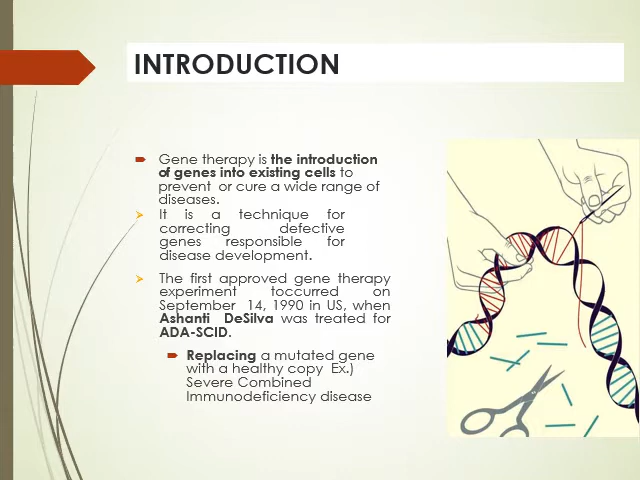 INTRODUCTION
Gene therapy is the introduction
of genes into existing cells to
prevent or cure a wide range of
diseases.
It is a technique for
correcting defective
genes responsible for
disease development.
The first approved gene therapy
experiment toccurred on
September 14, 1990 in US, when
Ashanti DeSilva was treated for
ADA-SCID.
Replacing a mutated gene
with a healthy copy Ex.)
Severe Combined
Immunodeficiency disease